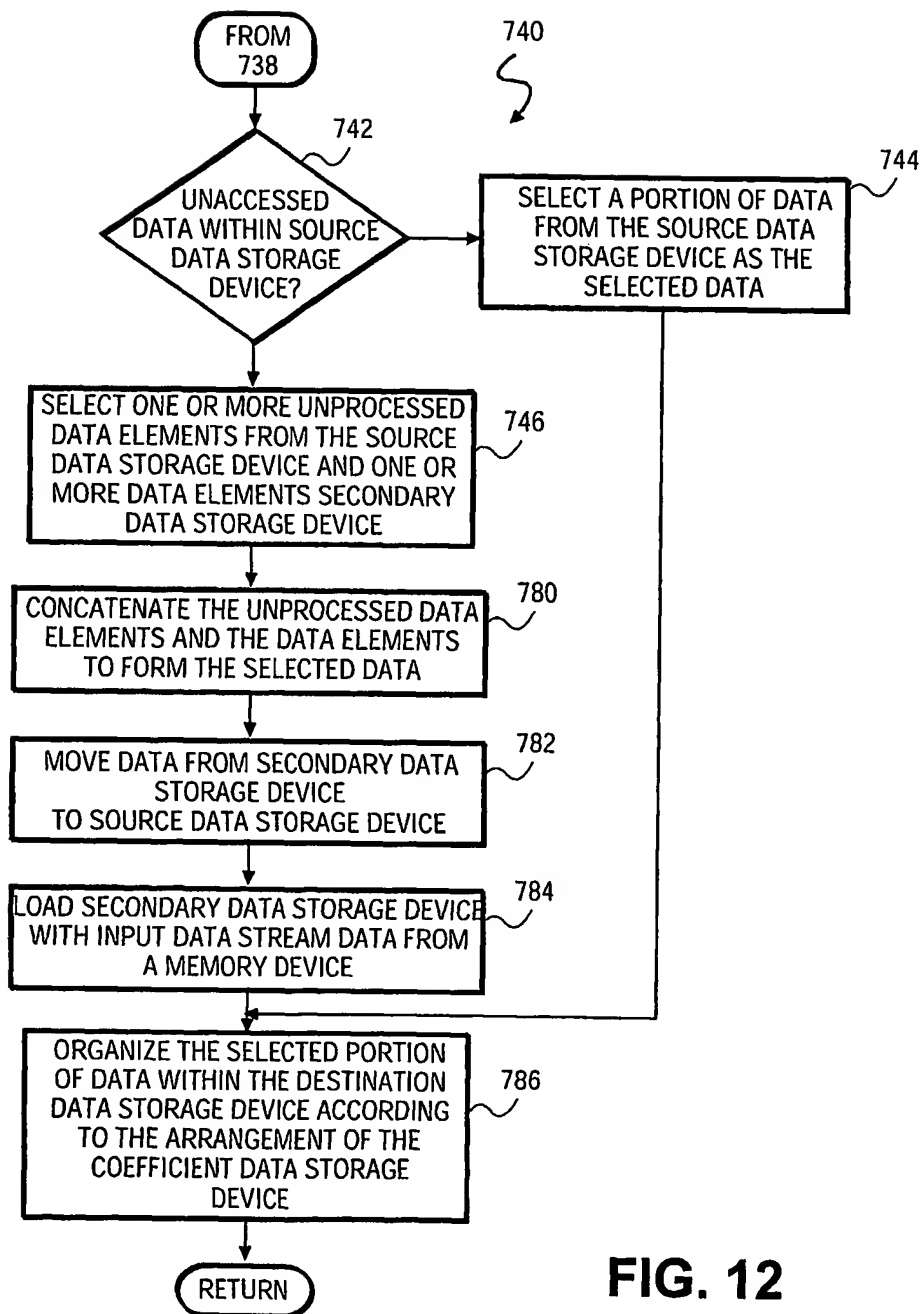 FROM
738
740
742
UNACCESSED
DATA WITHIN SOURCE
DATA STORAGE
DEVICE?
744
SELECT A PORTION OF DATA
FROM THE SOURCE DATA
STORAGE DEVICE AS THE
SELECTED DATA
SELECT ONE OR MORE UNPROCESSED
DATA ELEMENTS FROM THE SOURCE
DATA STORAGE DEVICE AND ONE OR
MORE DATA ELEMENTS SECONDARY
DATA STORAGE DEVICE
746
CONCATENATE THE UNPROCESSED DATA
ELEMENTS AND THE DATA ELEMENTS
TO FORM THE SELECTED DATA
780
MOVE DATA FROM SECONDARY DATA
STORAGE DEVICE
TO SOURCE DATA STORAGE DEVICE
782
LOAD SECONDARY DATA STORAGE DEVICE
WITH INPUT DATA STREAM DATA FROM
A MEMORY DEVICE
784
ORGANIZE THE SELECTED PORTION
OF DATA WITHIN THE DESTINATION
DATA STORAGE DEVICE ACCORDING
TO THE ARRANGEMENT OF THE
COEFFICIENT DATA STORAGE
DEVICE
786
RETURN
FIG. 12